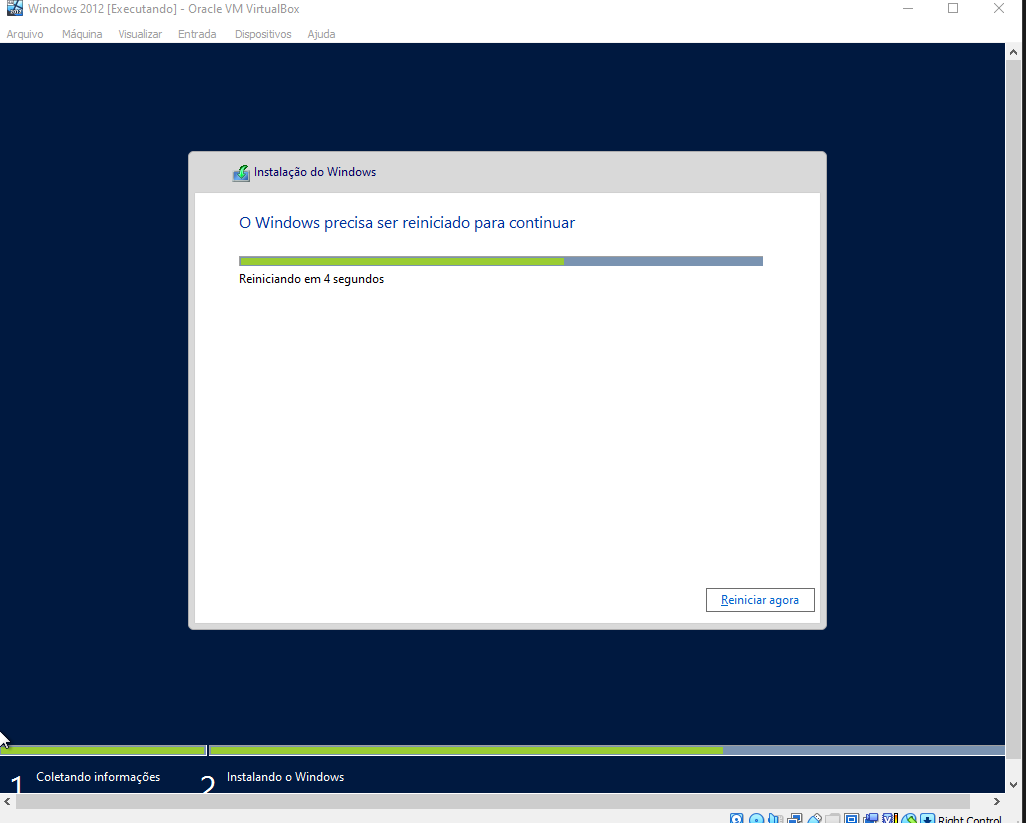 Windows 2012 [Executando] - Oracle VM VirtualBox
Arquivo Máquina Visualizar Entrada Dispositivos Ajuda
Instalação do Windows
O Windows precisa ser reiniciado para continuar
Reiniciando em 4 segundos
Reiniciar agora
1 Coletando informações 2 Instalando o Windows
Right Control